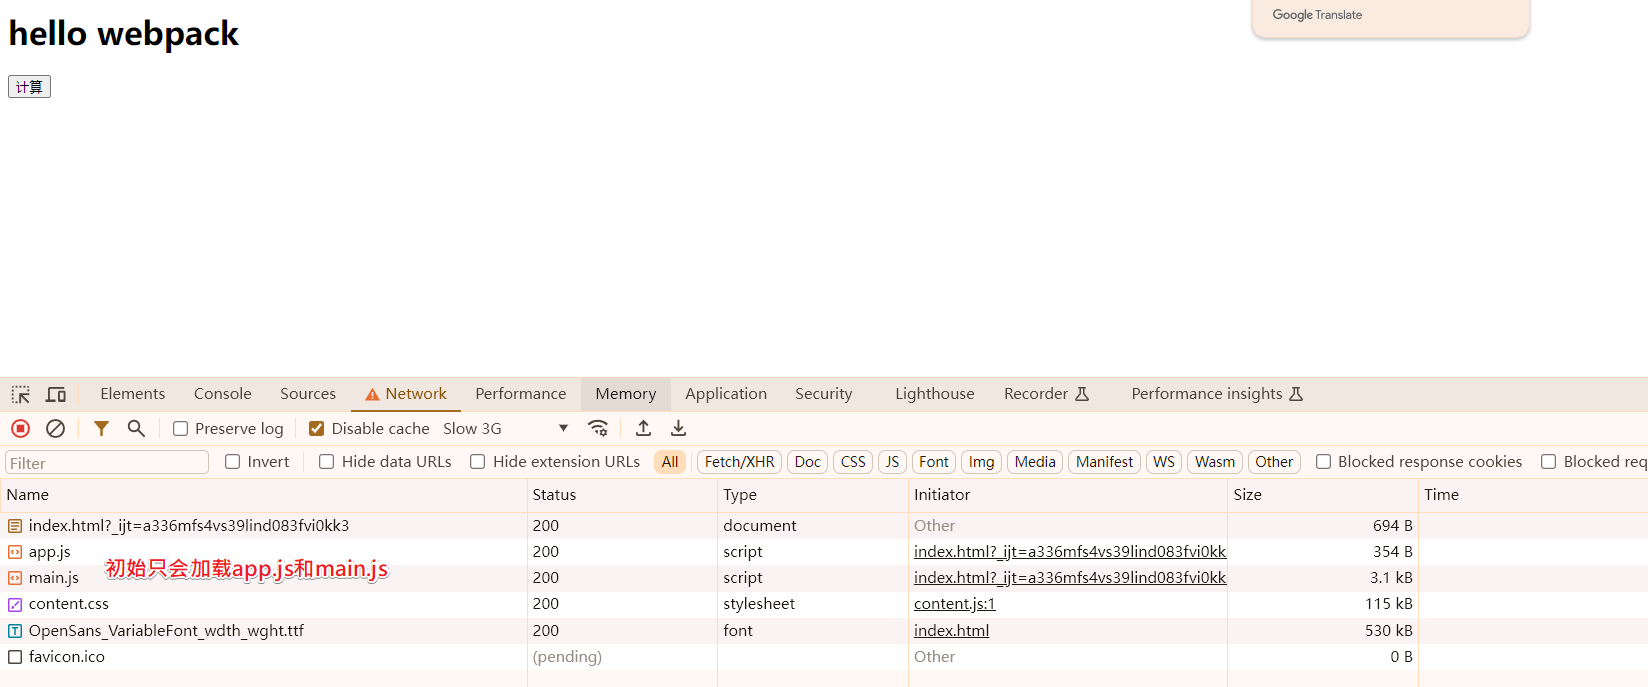 Google Translate
hello webpack
计算
Elements Console Sources Network Performance Memory Application Security Lighthouse Recorder Performance insights
Preserve log Disable cache Slow 3G
Filter Invert Hide data URLs Hide extension URLs All Fetch/XHR Doc CSS JS Font Img Media Manifest WS Wasm Other Blocked response cookies Blocked req
Name Status Type Initiator Size Time
index.html?_ijt=a336mfs4vs39lind083fvi0kk3 200 document Other 694 B
app.js 200 script index.html?_ijt=a336mfs4vs39lind083fvi0kk 354 B
初始只会加载app.js和main.js
main.js 200 script index.html?_ijt=a336mfs4vs39lind083fvi0kk 3.1 kB
content.css 200 stylesheet content.js:1 115 kB
OpenSans_VariableFont_wdth_wght.ttf 200 font index.html 530 kB
favicon.ico (pending) Other 0 B